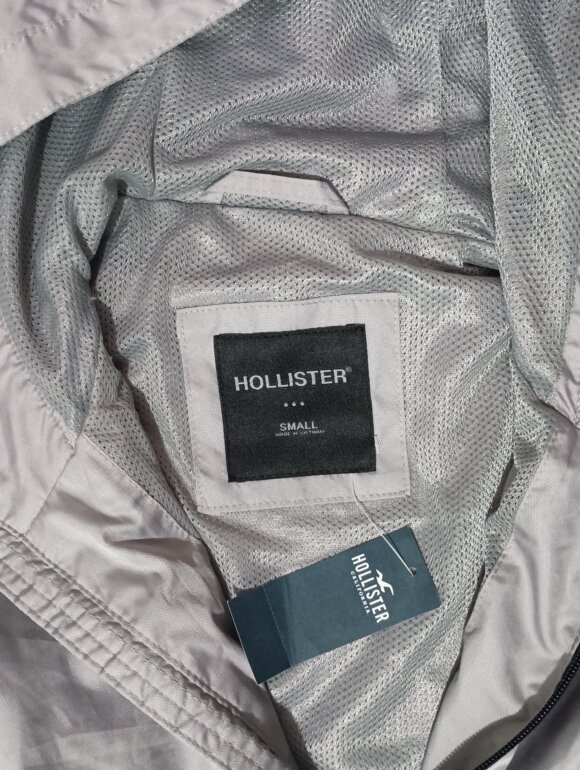 HOLLISTER®
SMALL
MADE IN VIETNAM
HOLLISTER
CALIFORNIA